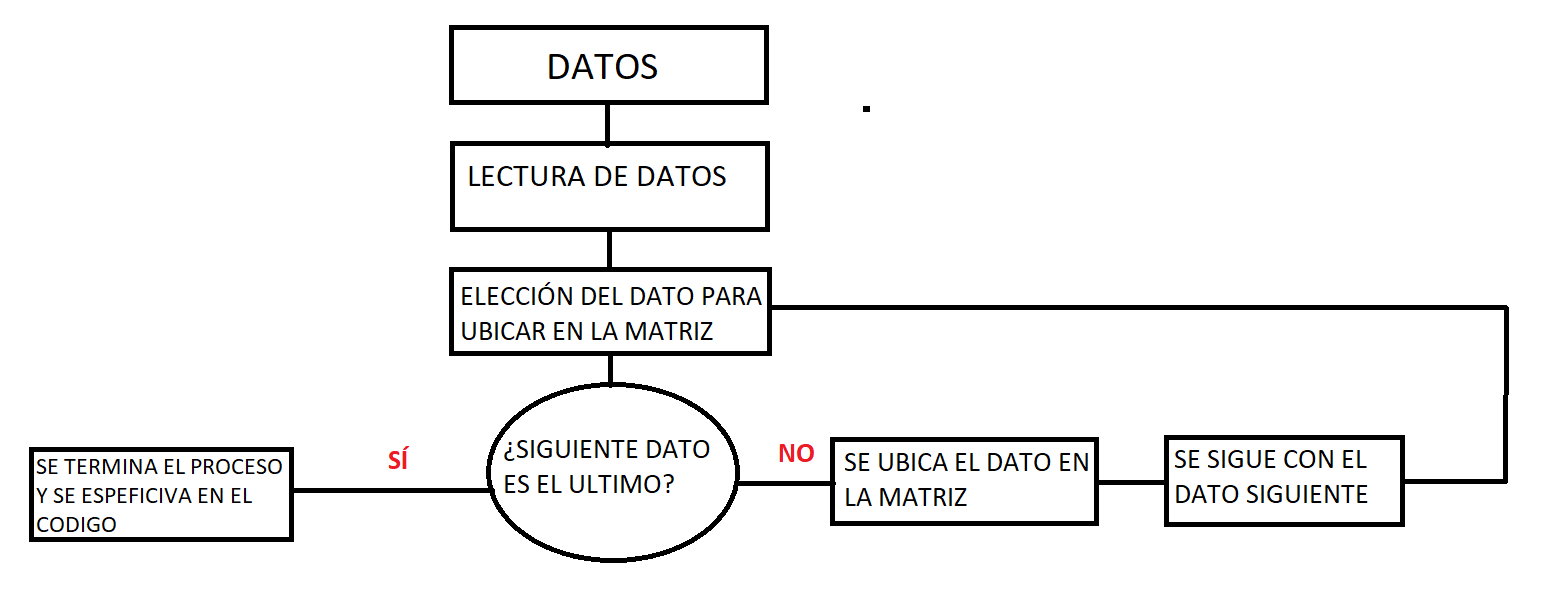 DATOS
LECTURA DE DATOS
ELECCIÓN DEL DATO PARA
UBICAR EN LA MATRIZ
¿SIGUIENTE DATO
ES EL ULTIMO?
SÍ
NO
SE TERMINA EL PROCESO
Y SE ESPEFICIVA EN EL
CODIGO
SE UBICA EL DATO EN
LA MATRIZ
SE SIGUE CON EL
DATO SIGUIENTE